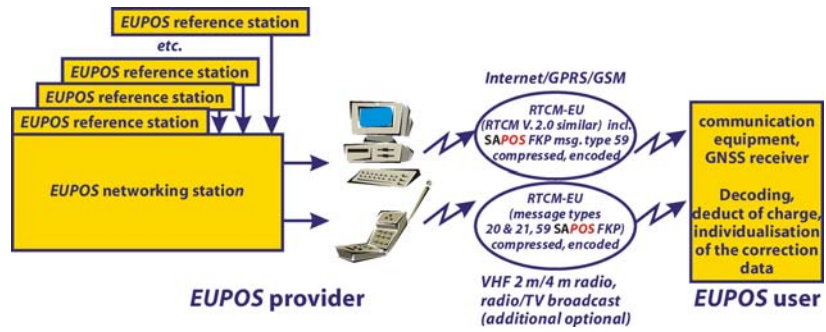 EUPOS reference station
etc.
EUPOS reference station
EUPOS reference station
EUPOS reference station
EUPOS networking station
EUPOS provider
Internet/GPRS/GSM
RTCM-EU
(RTCM V.2.0 similar) incl.
SAPOS FKP msg. type 59
compressed, encoded
RTCM-EU
(message types
20 & 21, 59 SAPOS FKP)
compressed, encoded
VHF 2 m/4 m radio,
radio/TV broadcast
(additional optional)
communication
equipment,
GNSS receiver
Decoding,
deduct of charge,
individualisation
of the correction
data
EUPOS user